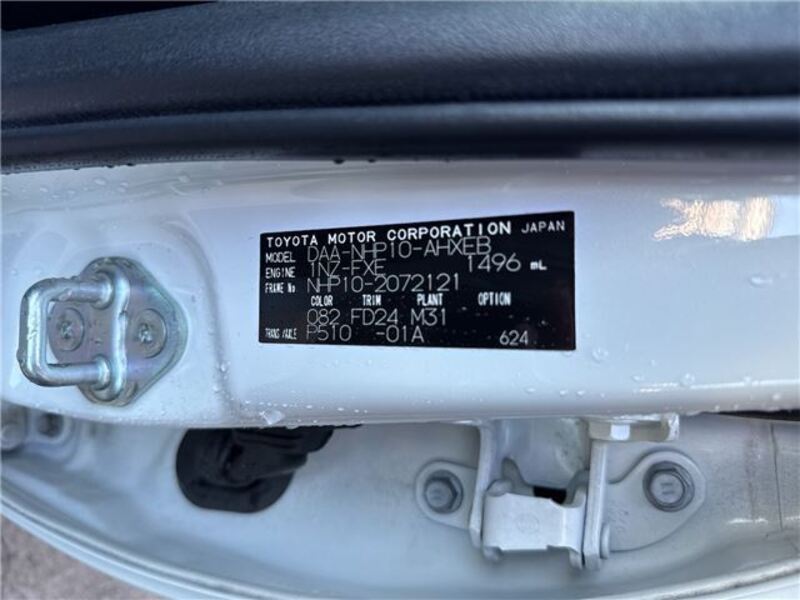 TOYOTA MOTOR CORPORATION JAPAN
MODEL DAA-NHP10-AHXEB
ENGINE 1NZ-FXE 1496 mL
FRAME No NHP10-2072121
COLOR TRIM PLANT OPTION
082 FD24 M31
TRANS/AXLE P510 -01A 624